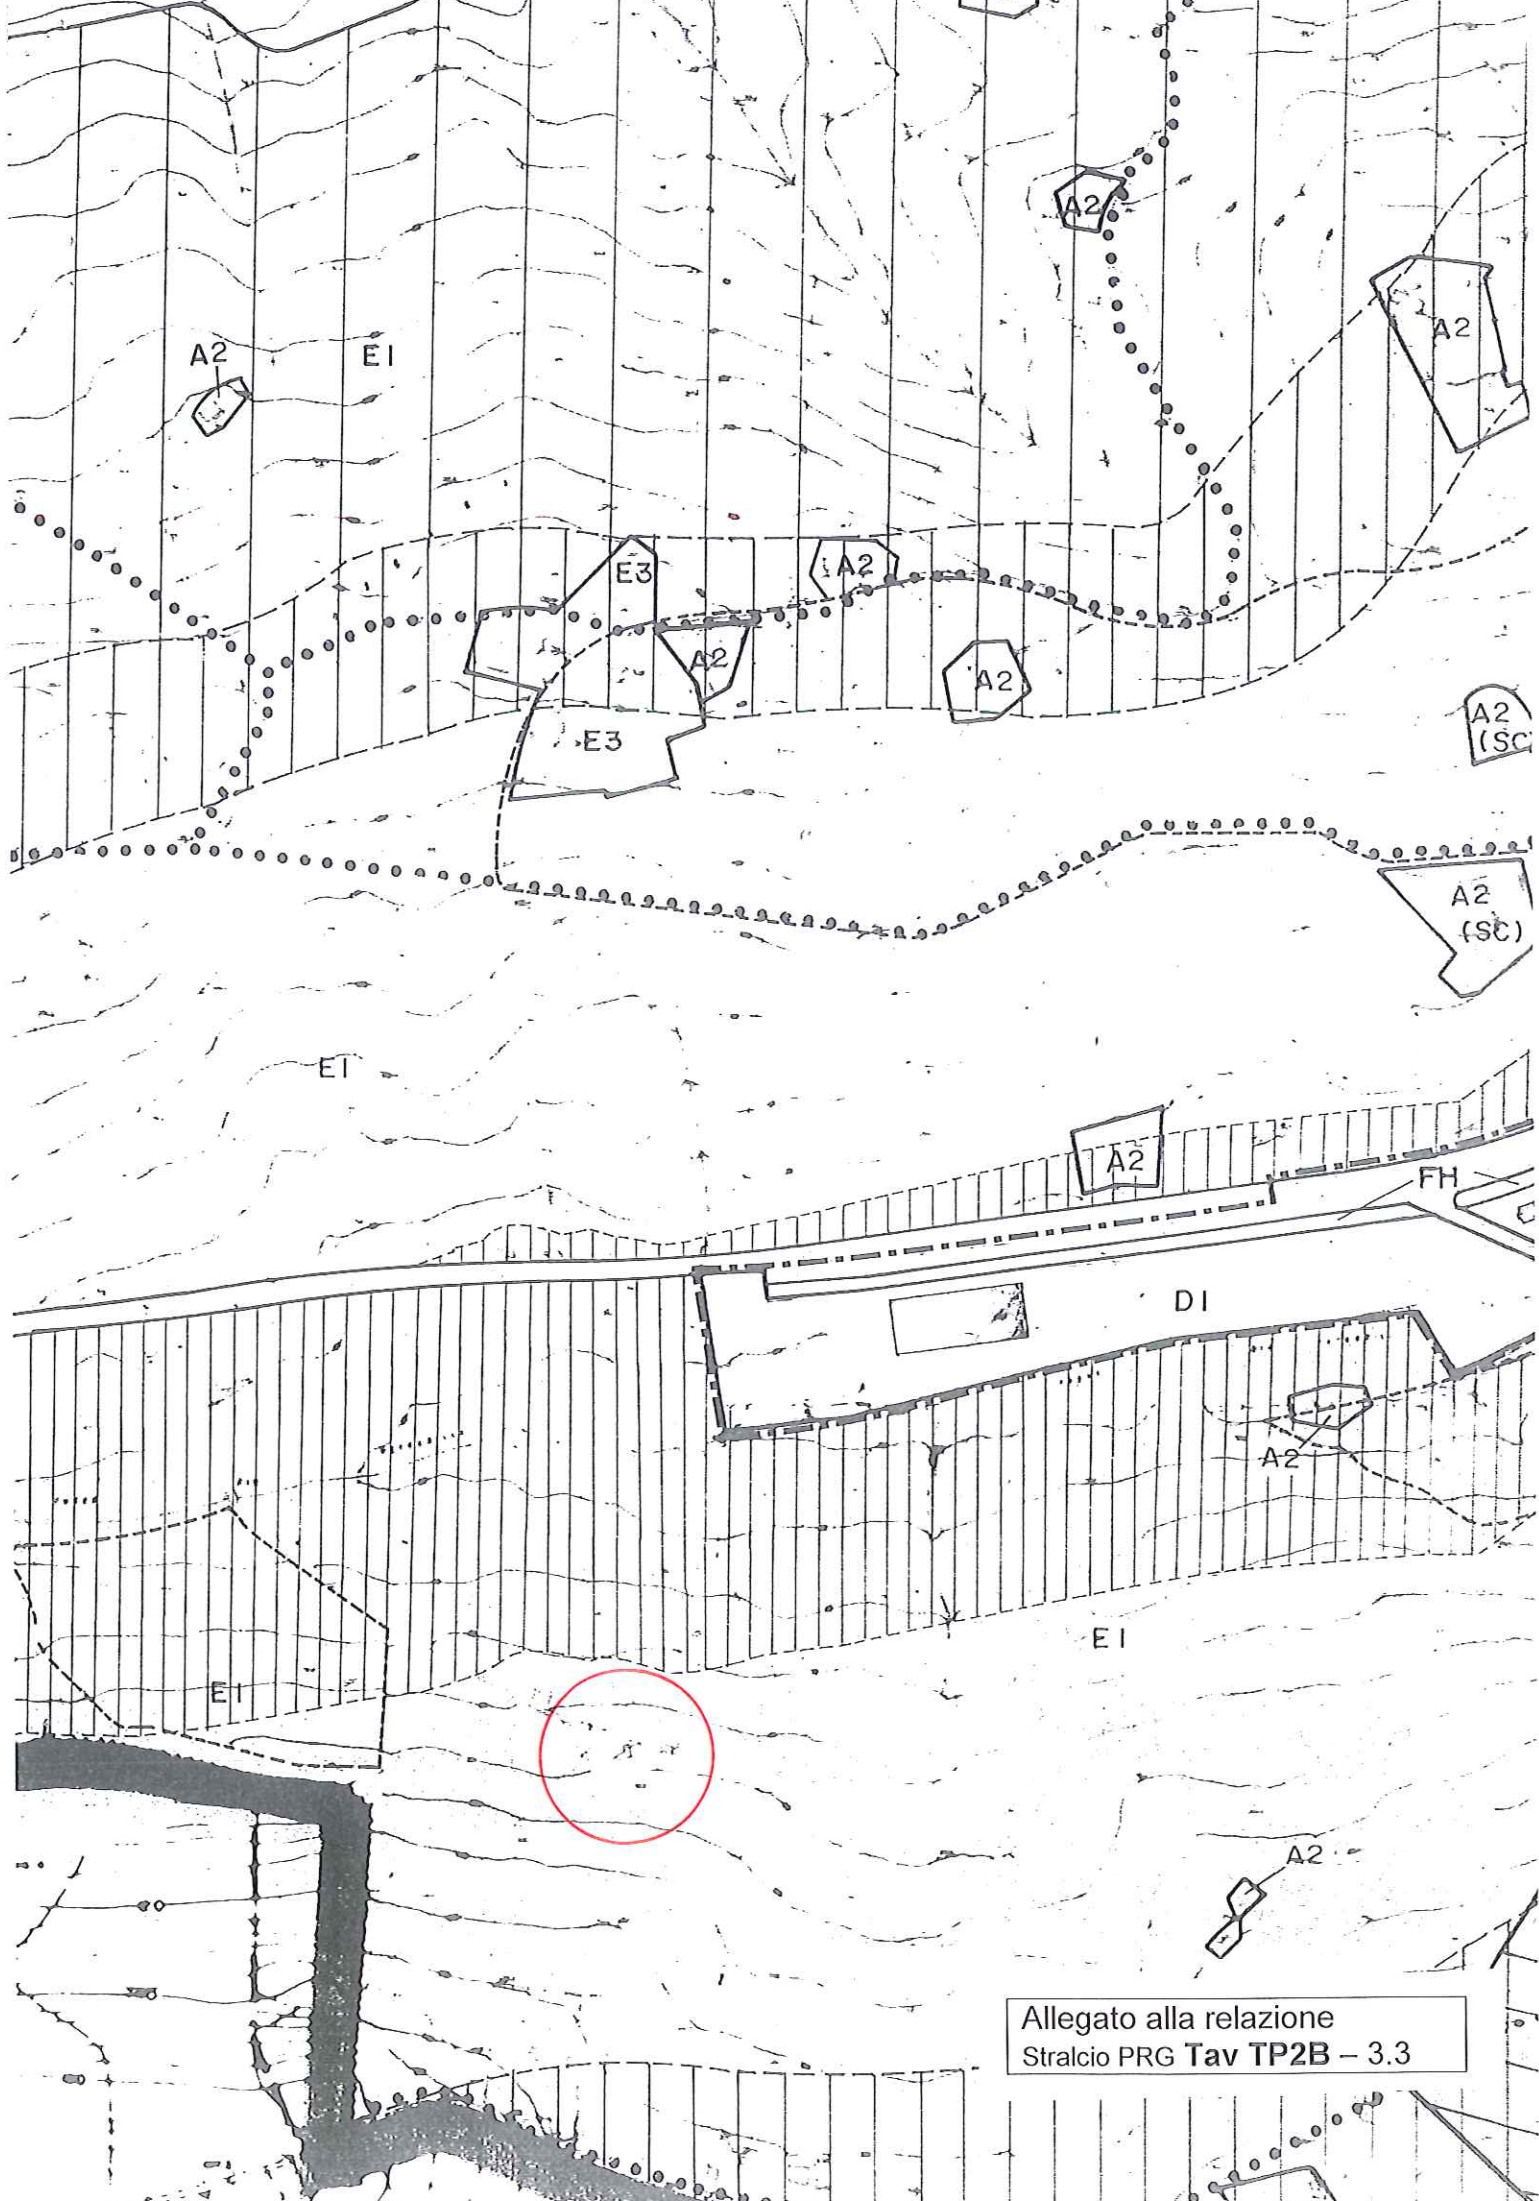 A2
A2
A2
E1
E3
A2
A2
A2
A2
(SC
E3
A2
(SC)
E1
A2
FH
D1
A2
E1
E1
A2
Allegato alla relazione
Stralcio PRG Tav TP2B – 3.3